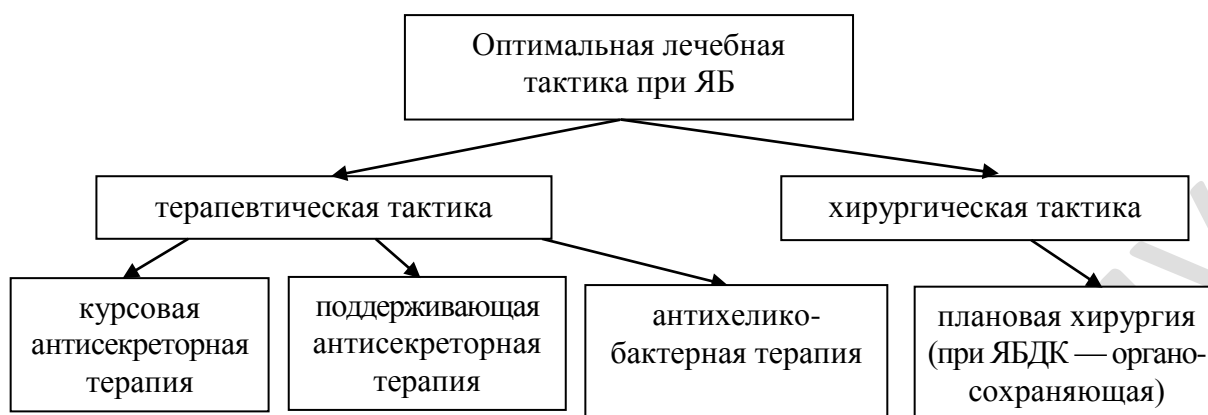 Оптимальная лечебная
тактика при ЯБ
терапевтическая тактика
хирургическая тактика
курсовая
антисекреторная
терапия
поддерживающая
антисекреторная
терапия
антихелико-
бактерная терапия
плановая хирургия
(при ЯБДК — органо-
сохраняющая)